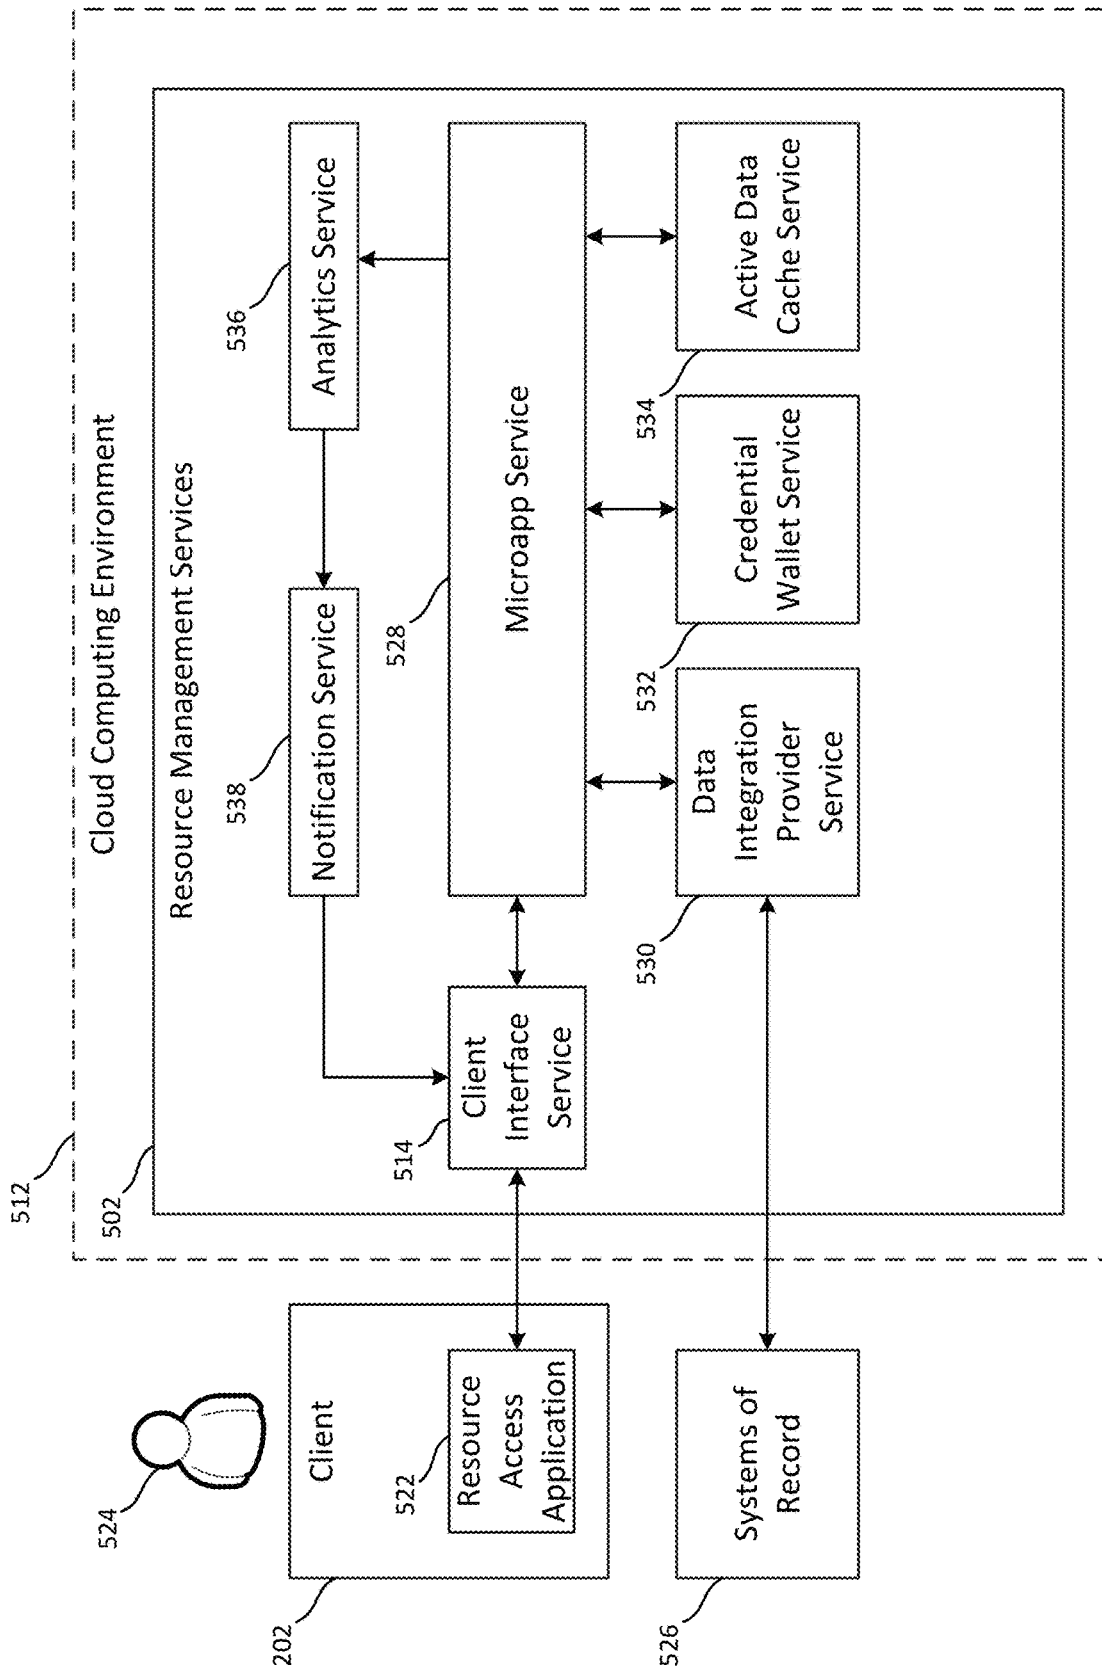 512
Cloud Computing Environment
502
Resource Management Services
524
202
Client
522
Resource
Access
Application
514
Client
Interface
Service
538
Notification Service
536
Analytics Service
528
Microapp Service
526
Systems of
Record
530
Data
Integration
Provider
Service
532
Credential
Wallet Service
534
Active Data
Cache Service